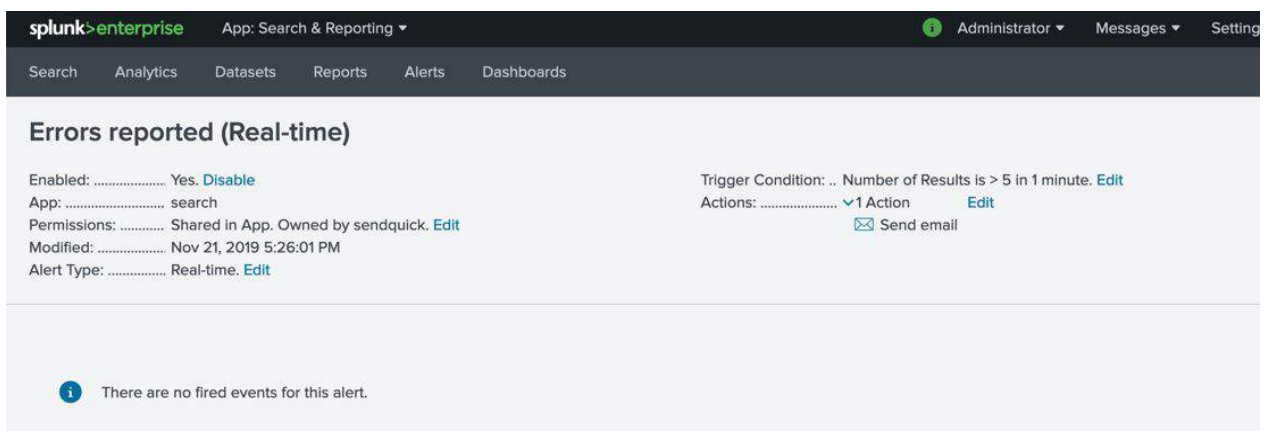 splunk>enterprise App: Search & Reporting Administrator Messages Setting
Search Analytics Datasets Reports Alerts Dashboards
Errors reported (Real-time)
Enabled: .................... Yes. Disable
App: ........................... search
Permissions: ............ Shared in App. Owned by sendquick. Edit
Modified: ................... Nov 21, 2019 5:26:01 PM
Alert Type: ................ Real-time. Edit
Trigger Condition: .. Number of Results is > 5 in 1 minute. Edit
Actions: ..................... 1 Action Edit
Send email
There are no fired events for this alert.